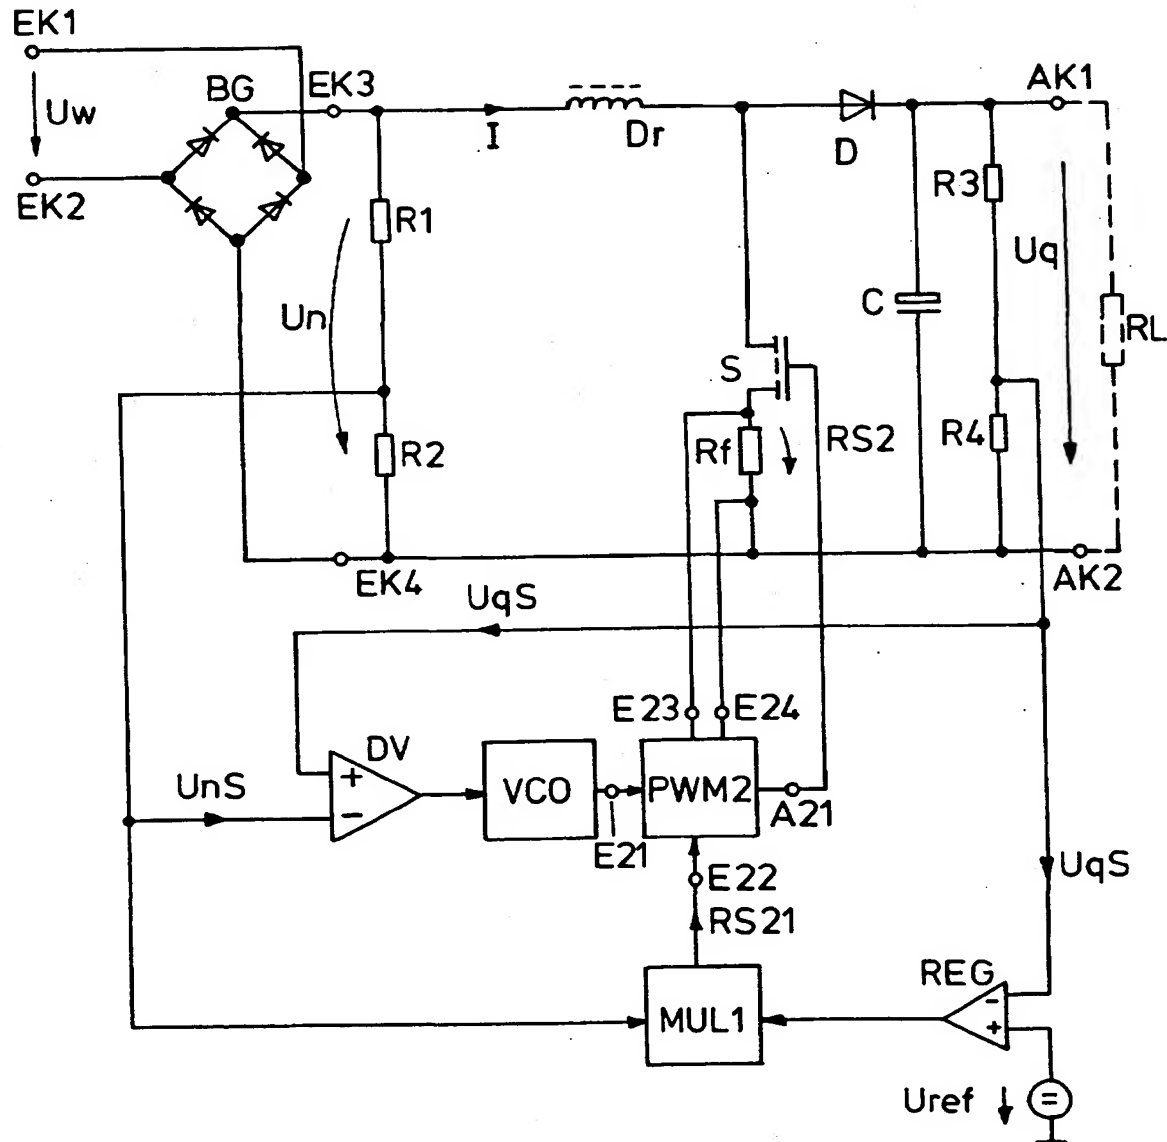 EK1
Uw
EK2
BG
EK3
I
Dr
D
AK1
R1
Un
R2
EK4
S
Rf
RS2
C
R3
R4
Uq
RL
AK2
UqS
E23
E24
DV
+
−
UnS
VCO
E21
PWM2
A21
E22
RS21
UqS
MUL1
REG
−
+
Uref
=